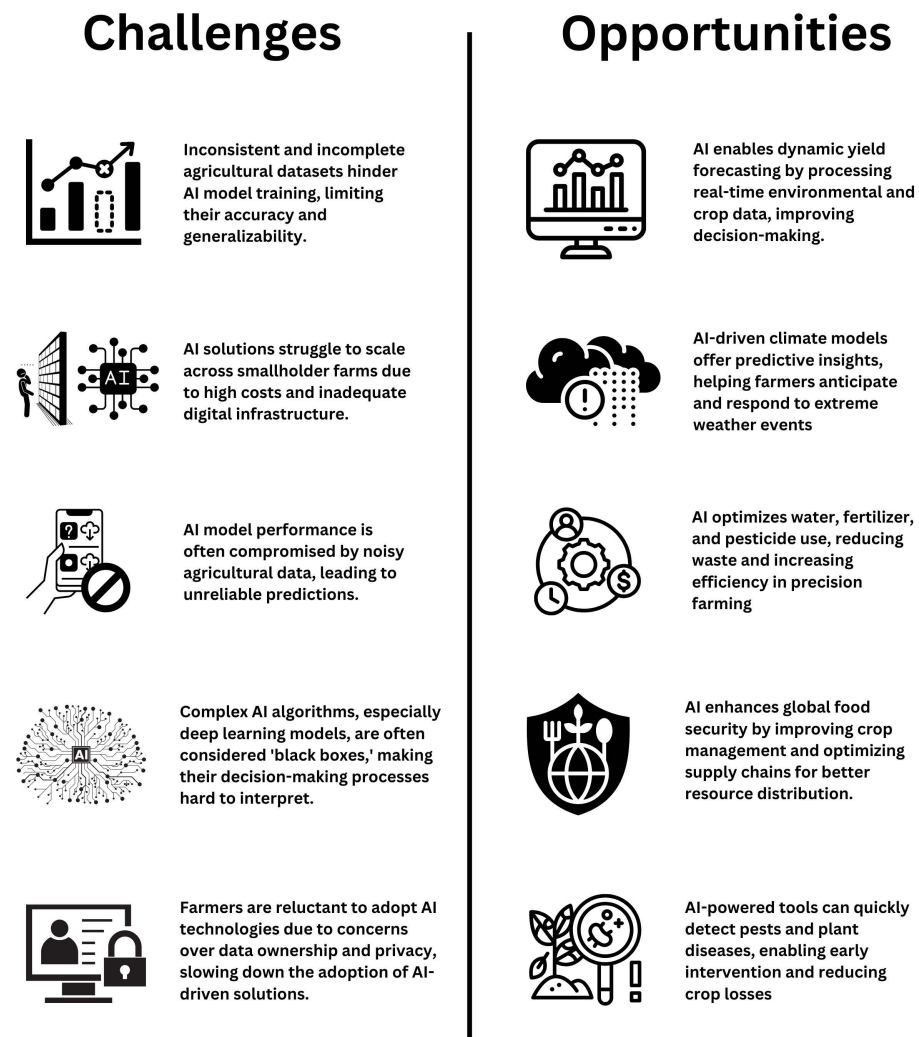 Challenges
Inconsistent and incomplete
agricultural datasets hinder
AI model training, limiting
their accuracy and
generalizability.
AI
AI solutions struggle to scale
across smallholder farms due
to high costs and inadequate
digital infrastructure.
?
AI model performance is
often compromised by noisy
agricultural data, leading to
unreliable predictions.
AI
Complex AI algorithms, especially
deep learning models, are often
considered 'black boxes,' making
their decision-making processes
hard to interpret.
Farmers are reluctant to adopt AI
technologies due to concerns
over data ownership and privacy,
slowing down the adoption of AI-
driven solutions.
Opportunities
AI enables dynamic yield
forecasting by processing
real-time environmental and
crop data, improving
decision-making.
!
AI-driven climate models
offer predictive insights,
helping farmers anticipate
and respond to extreme
weather events
$
AI optimizes water, fertilizer,
and pesticide use, reducing
waste and increasing
efficiency in precision
farming
AI enhances global food
security by improving crop
management and optimizing
supply chains for better
resource distribution.
!
AI-powered tools can quickly
detect pests and plant
diseases, enabling early
intervention and reducing
crop losses